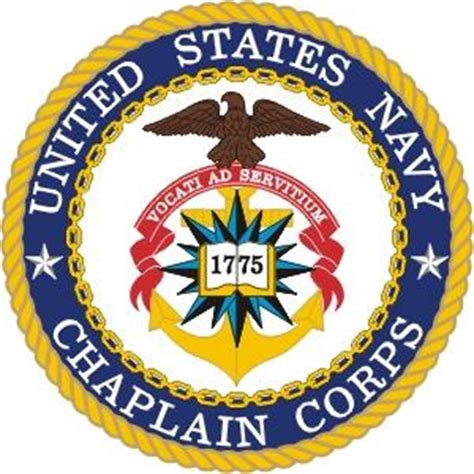 UNITED STATES NAVY
VOCATI AD SERVITIUM
1775
CHAPLAIN CORPS